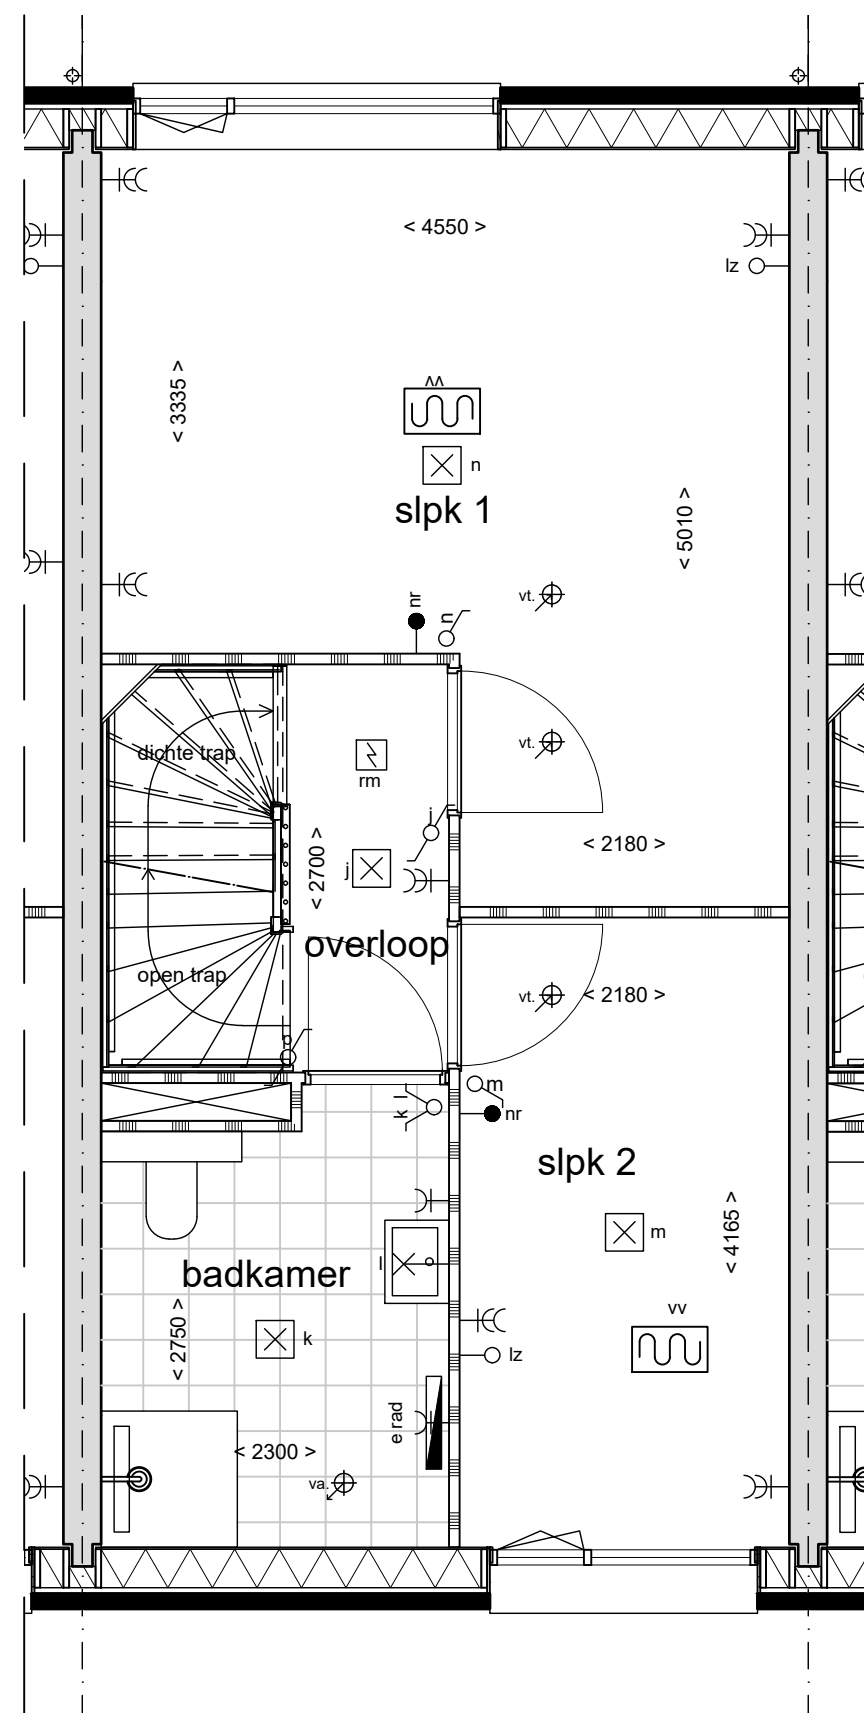 < 4550 >
lz
< 3335 >
^^
n
slpk 1
< 5010 >
vt.
nr
n
dichte trap
vt.
rm
j
< 2180 >
< 2700 >
j
overloop
open trap
vt.
< 2180 >
o
m
k l
nr
slpk 2
m
< 4165 >
l
badkamer
vv
< 2750 >
k
lz
e rad
< 2300 >
va.